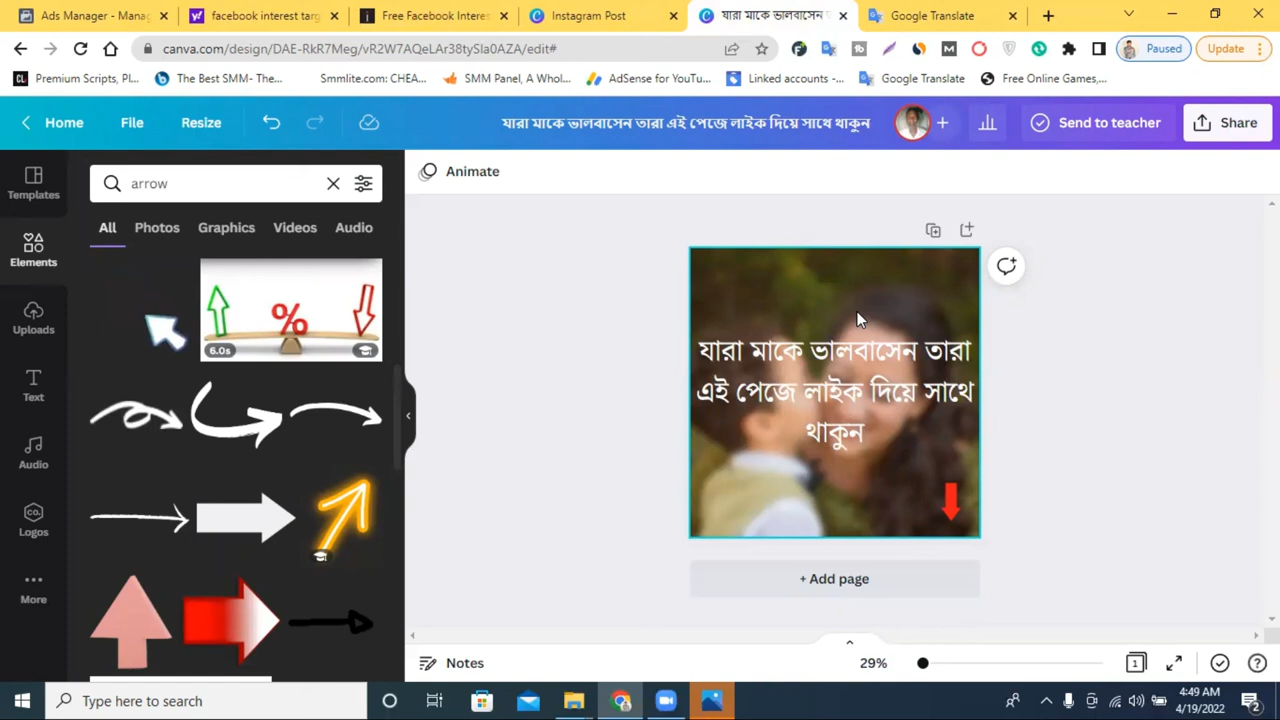 Ads Manager - Manag
facebook interest targ
Free Facebook Interes
Instagram Post
যারা মাকে ভালবাসেন ত
Google Translate
canva.com/design/DAE-RkR7Meg/vR2W7AQeLAr38tySla0AZA/edit#
Paused
Update
Premium Scripts, Pl...
The Best SMM- The...
Smmlite.com: CHEA...
SMM Panel, A Whol...
AdSense for YouTu...
Linked accounts -...
Google Translate
Free Online Games,...
Home
File
Resize
যারা মাকে ভালবাসেন তারা এই পেজে লাইক দিয়ে সাথে থাকুন
Send to teacher
Share
Templates
Elements
Uploads
Text
Audio
Logos
More
arrow
All
Photos
Graphics
Videos
Audio
%
6.0s
Animate
যারা মাকে ভালবাসেন তারা
এই পেজে লাইক দিয়ে সাথে
থাকুন
+ Add page
Notes
29%
1
Type here to search
4:49 AM
4/19/2022
2